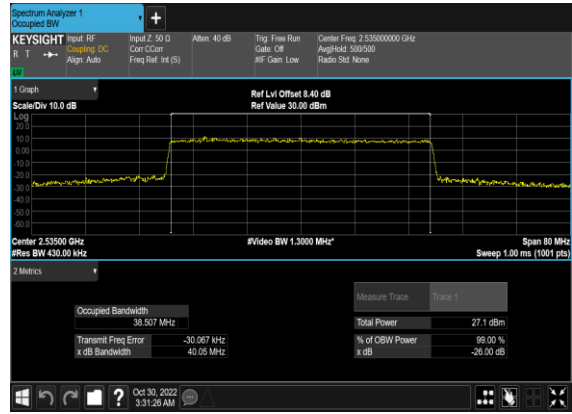 Spectrum Analyzer 1
Occupied BW
KEYSIGHT
R T
LW
Input: RF
Coupling: DC
Align: Auto
Input Z: 50 Ω
Corr CCorr
Freq Ref: Int (S)
Atten: 40 dB
Trig: Free Run
Gate: Off
#IF Gain: Low
Center Freq: 2.535000000 GHz
Avg|Hold: 500/500
Radio Std: None
1 Graph
Scale/Div 10.0 dB
Ref Lvl Offset 8.40 dB
Ref Value 30.00 dBm
Log
20.0
10.0
0.00
-10.0
-20.0
-30.0
-40.0
-50.0
-60.0
Center 2.53500 GHz
#Res BW 430.00 kHz
#Video BW 1.3000 MHz*
Span 80 MHz
Sweep 1.00 ms (1001 pts)
2 Metrics
Measure Trace Trace 1
Occupied Bandwidth
38.507 MHz
Total Power 27.1 dBm
Transmit Freq Error -30.067 kHz
% of OBW Power 99.00 %
x dB Bandwidth 40.05 MHz
x dB -26.00 dB
?
Oct 30, 2022
3:31:26 AM